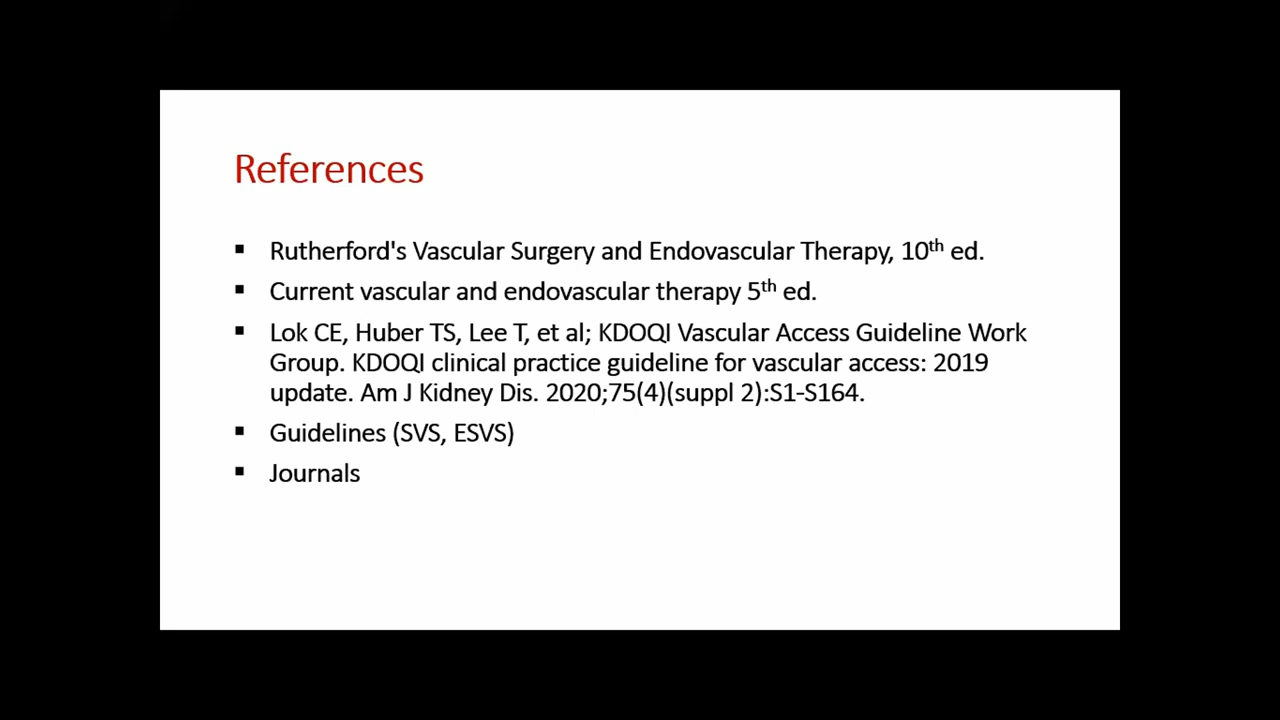 References
▪ Rutherford's Vascular Surgery and Endovascular Therapy, 10th ed.
▪ Current vascular and endovascular therapy 5th ed.
▪ Lok CE, Huber TS, Lee T, et al; KDOQI Vascular Access Guideline Work
Group. KDOQI clinical practice guideline for vascular access: 2019
update. Am J Kidney Dis. 2020;75(4)(suppl 2):S1-S164.
▪ Guidelines (SVS, ESVS)
▪ Journals